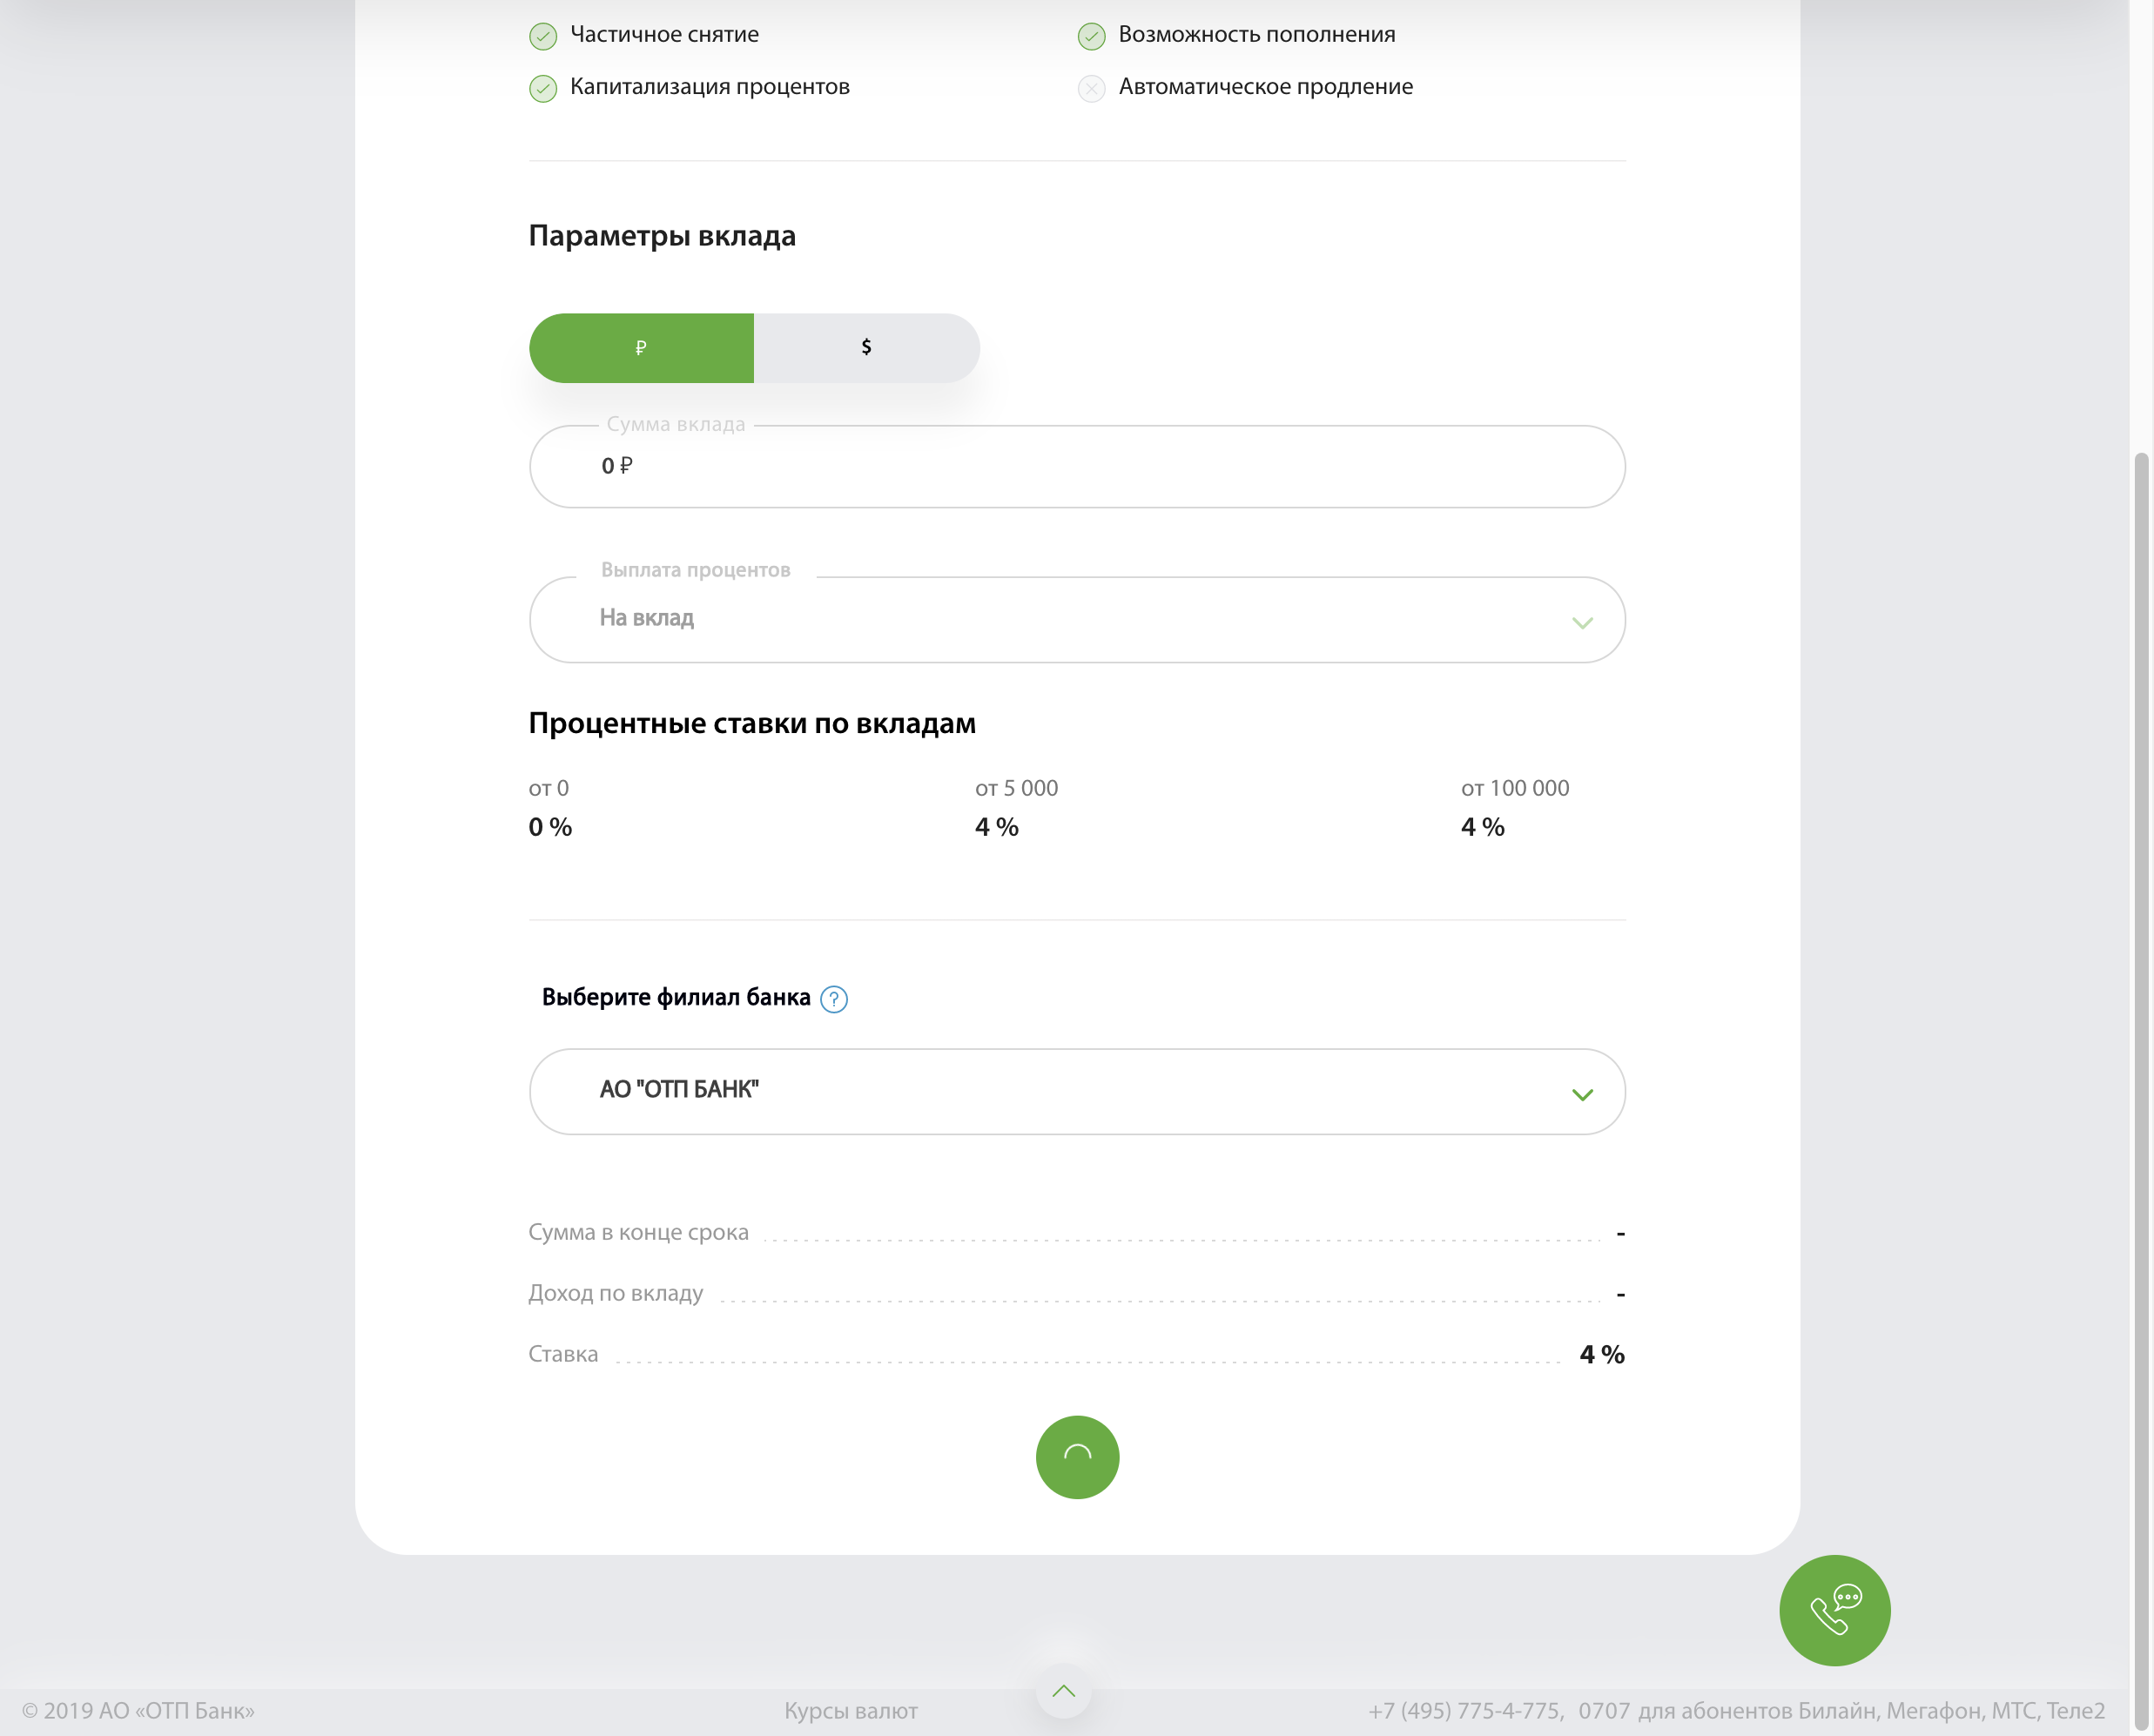 Частичное снятие
Возможность пополнения
Капитализация процентов
Автоматическое продление
Параметры вклада
₽
$
Сумма вклада
0 ₽
Выплата процентов
На вклад
Процентные ставки по вкладам
от 0
от 5 000
от 100 000
0 %
4 %
4 %
Выберите филиал банка ?
АО "ОТП БАНК"
Сумма в конце срока -
Доход по вкладу -
Ставка 4 %
© 2019 АО «ОТП Банк»
Курсы валют
+7 (495) 775-4-775, 0707 для абонентов Билайн, Мегафон, МТС, Теле2